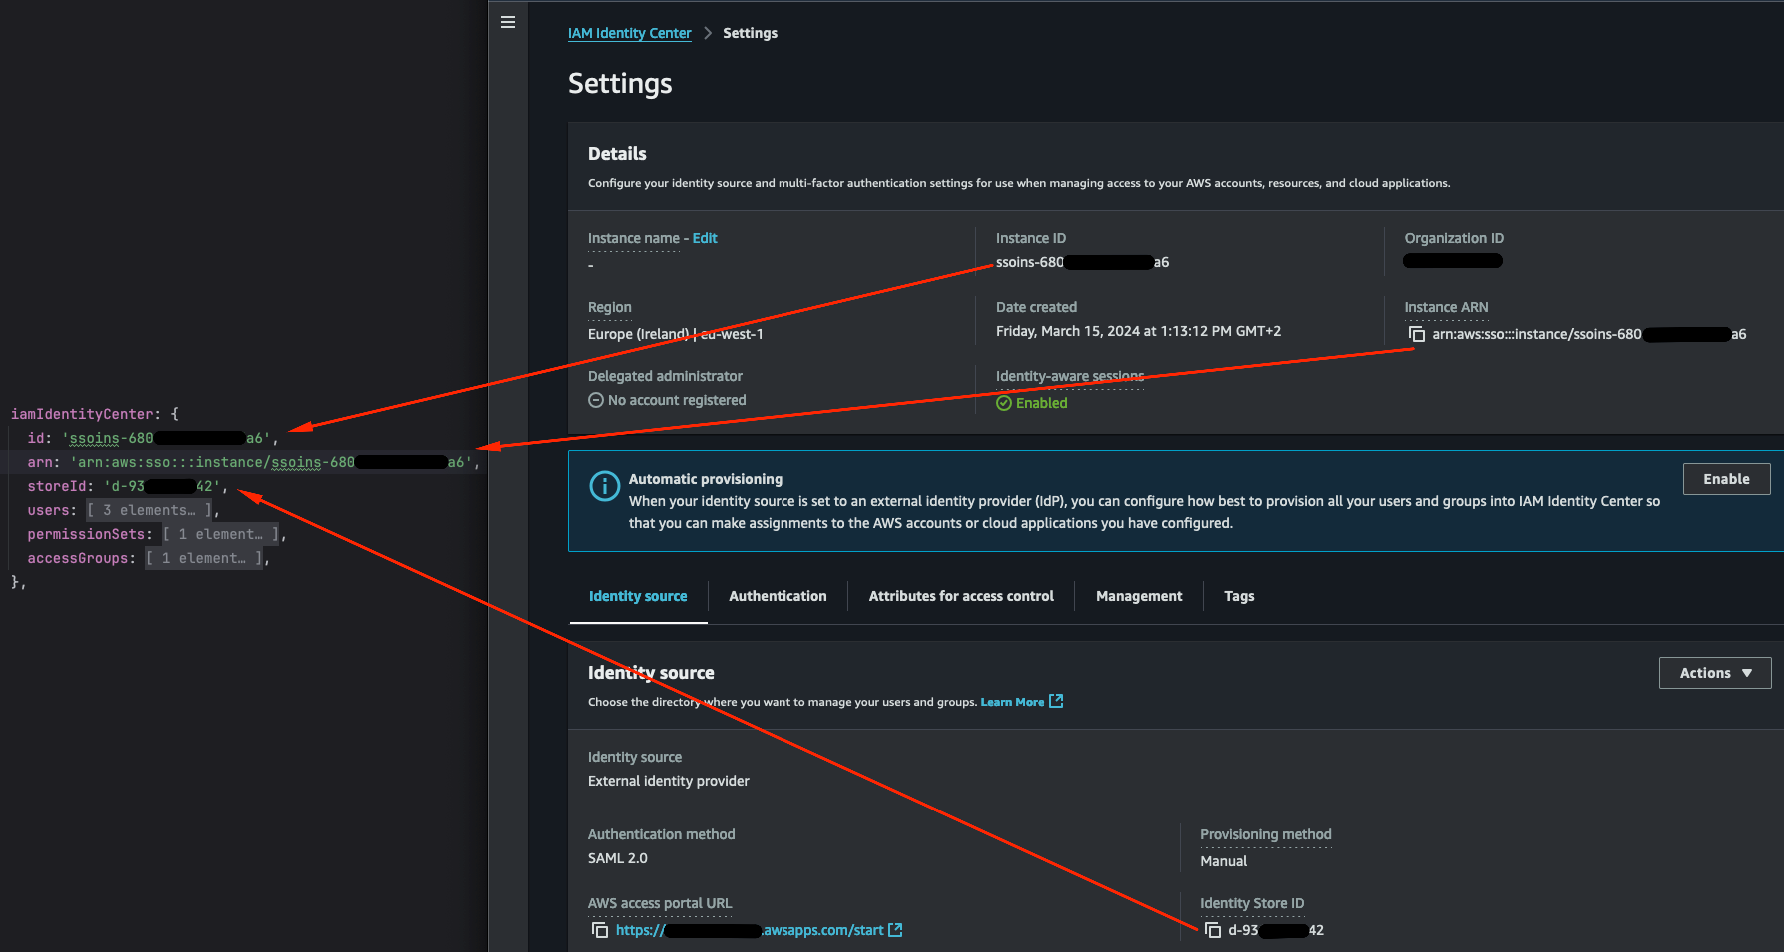 iamIdentityCenter: {
id: 'ssoins-680 a6',
arn: 'arn:aws:sso:::instance/ssoins-680 a6',
storeId: 'd-93 42',
users: [ 3 elements… ],
permissionSets: [ 1 element… ],
accessGroups: [ 1 element… ],
},
IAM Identity Center > Settings
Settings
Details
Configure your identity source and multi-factor authentication settings for use when managing access to your AWS accounts, resources, and cloud applications.
Instance name - Edit
-
Instance ID
ssoins-680 a6
Organization ID
Region
Europe (Ireland) | eu-west-1
Date created
Friday, March 15, 2024 at 1:13:12 PM GMT+2
Instance ARN
arn:aws:sso:::instance/ssoins-680 a6
Delegated administrator
No account registered
Identity-aware sessions
Enabled
Automatic provisioning
When your identity source is set to an external identity provider (IdP), you can configure how best to provision all your users and groups into IAM Identity Center so
that you can make assignments to the AWS accounts or cloud applications you have configured.
Enable
Identity source
Authentication
Attributes for access control
Management
Tags
Identity source
Actions ▼
Choose the directory where you want to manage your users and groups. Learn More
Identity source
External identity provider
Authentication method
SAML 2.0
Provisioning method
Manual
AWS access portal URL
https:// .awsapps.com/start
Identity Store ID
d-93 42